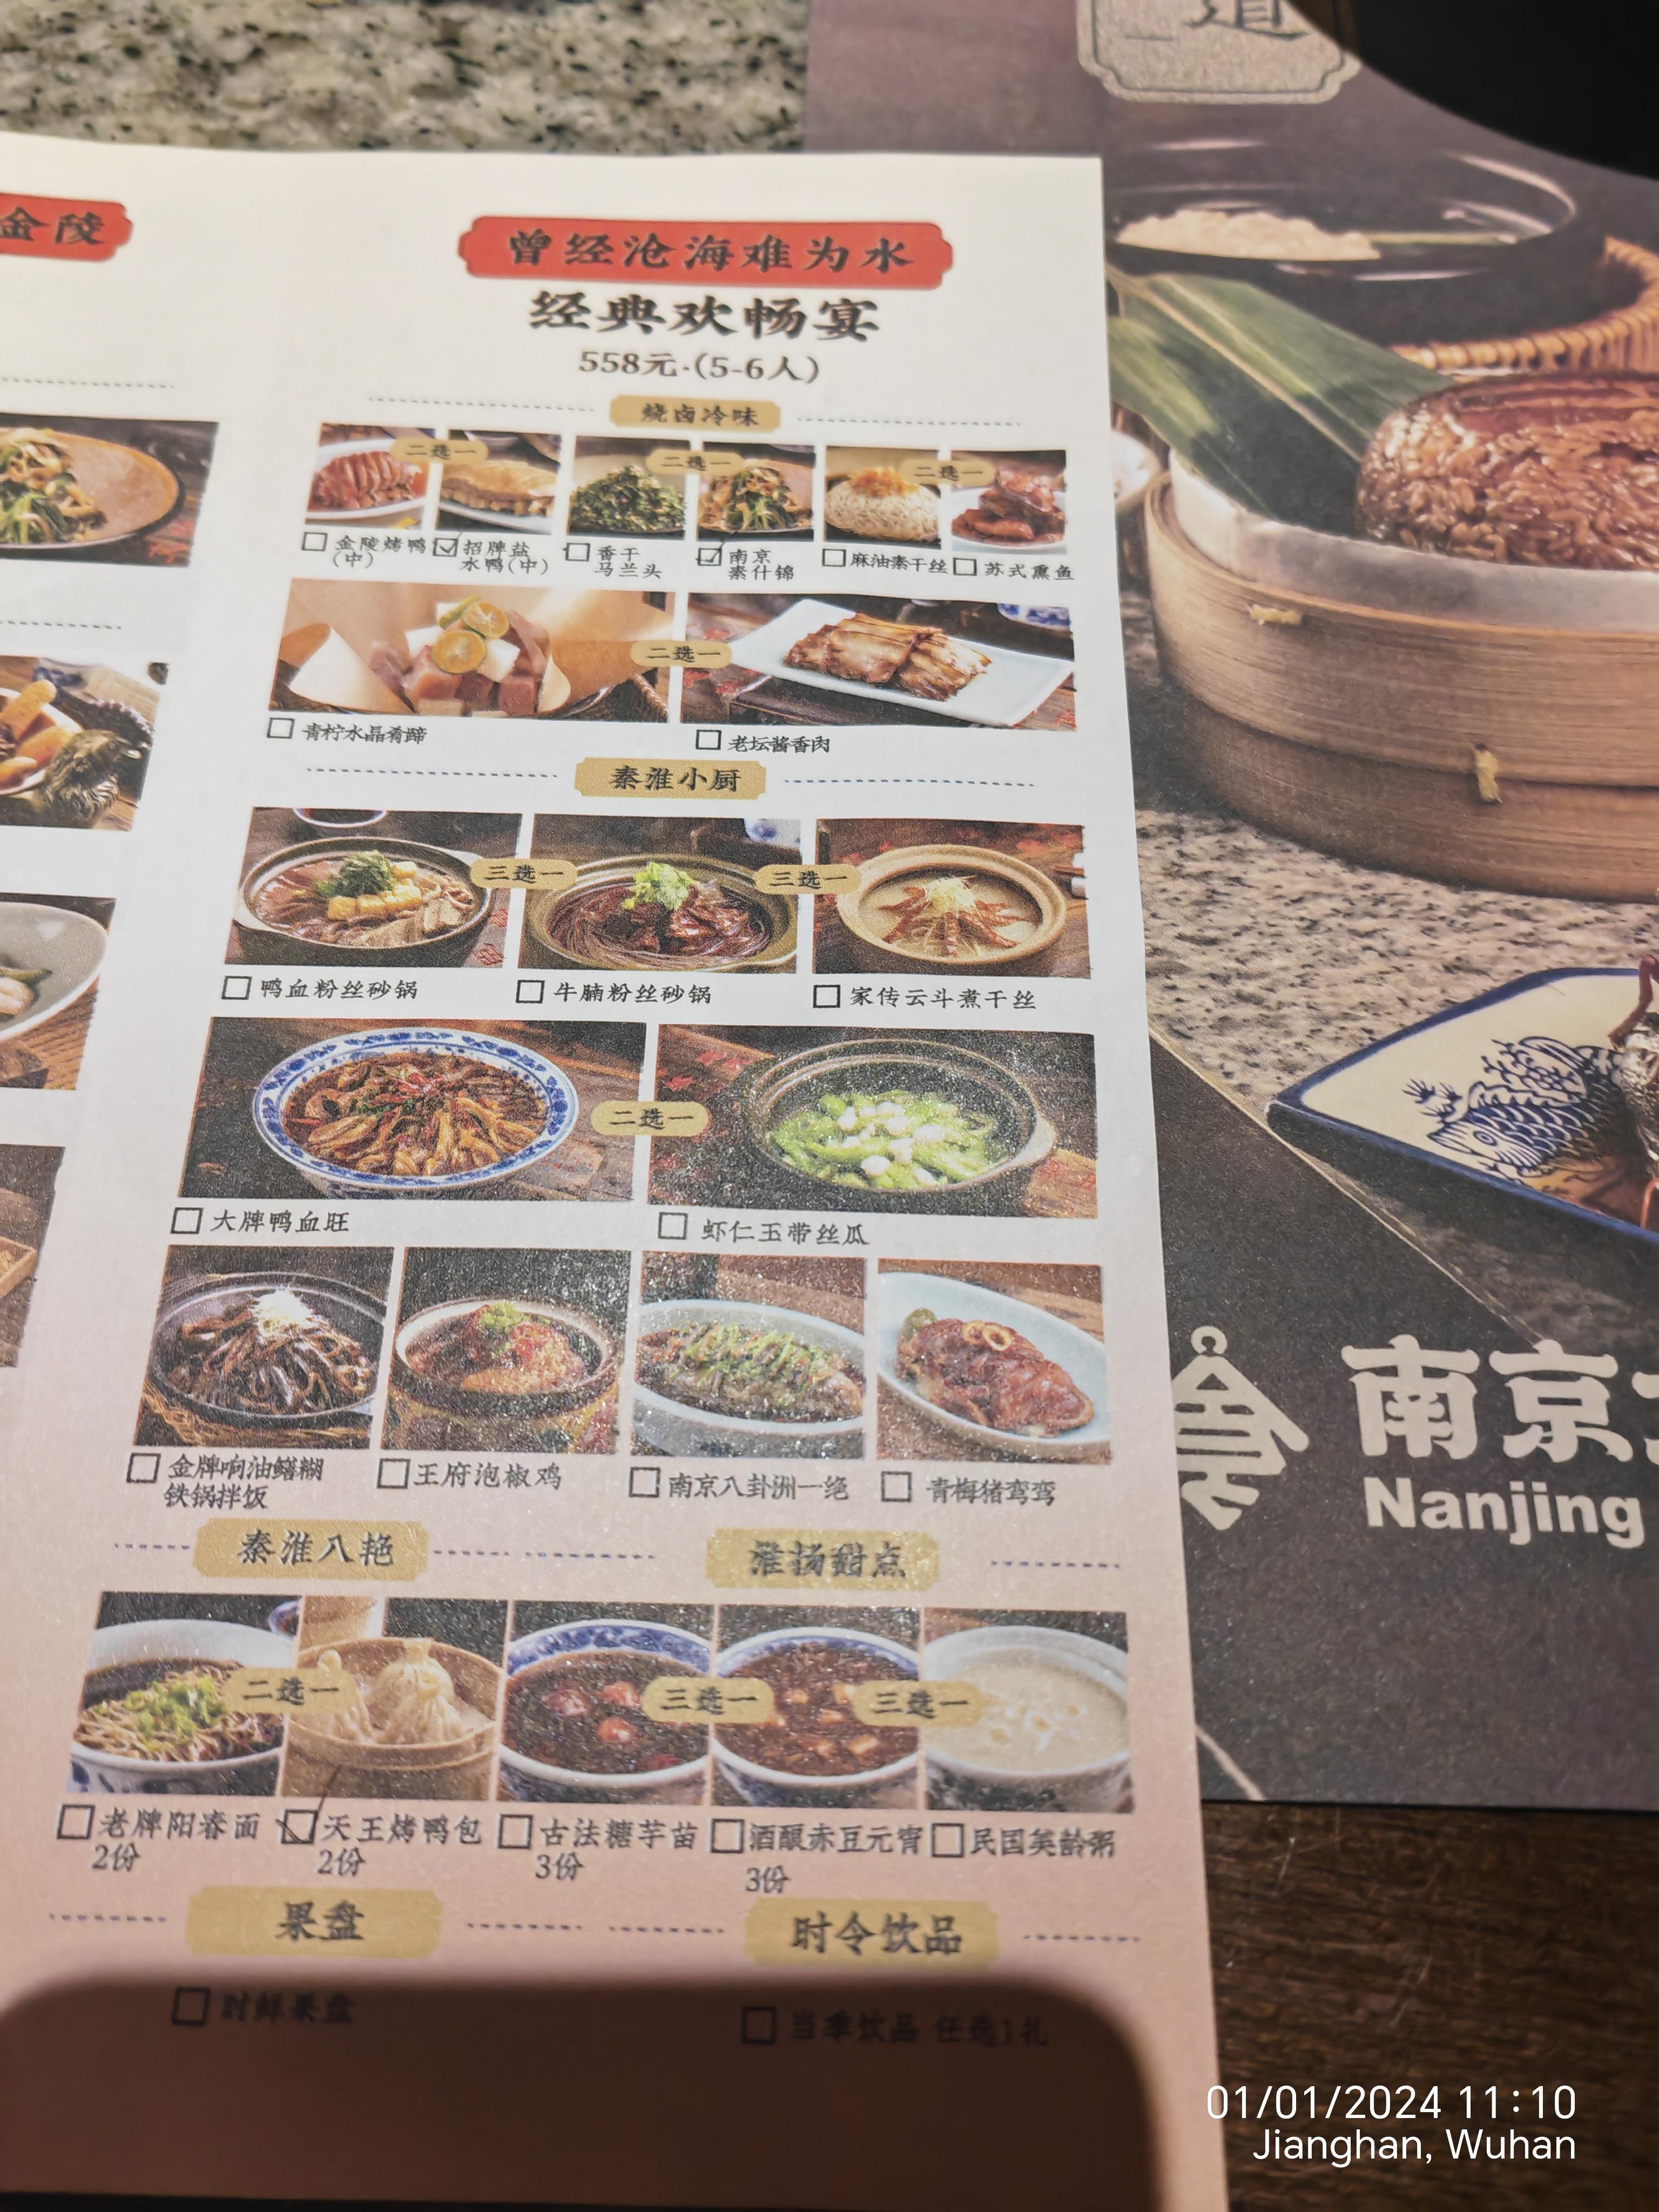 道
金陵
曾经沧海难为水
经典欢畅宴
558元·(5-6人)
烧卤冷味
二选一
二选一
二选一
金陵烤鸭
(中)
招牌盐
水鸭(中)
香干
马兰头
南京
素什锦
麻油素干丝
苏式熏鱼
二选一
青柠水晶肴蹄
老坛酱香肉
秦淮小厨
三选一
三选一
鸭血粉丝砂锅
牛腩粉丝砂锅
家传云斗煮干丝
二选一
大牌鸭血旺
虾仁玉带丝瓜
金牌响油鳝糊
铁锅拌饭
王府泡椒鸡
南京八卦洲一绝
青梅猪弯弯
南京
Nanjing
秦淮八艳
淮扬甜点
二选一
三选一
三选一
老牌阳春面
2份
天王烤鸭包
2份
古法糖芋苗
3份
酒酿赤豆元宵
3份
民国美龄粥
果盘
时令饮品
时鲜果盘
当季饮品 任选1扎
01/01/2024 11:10
Jianghan, Wuhan